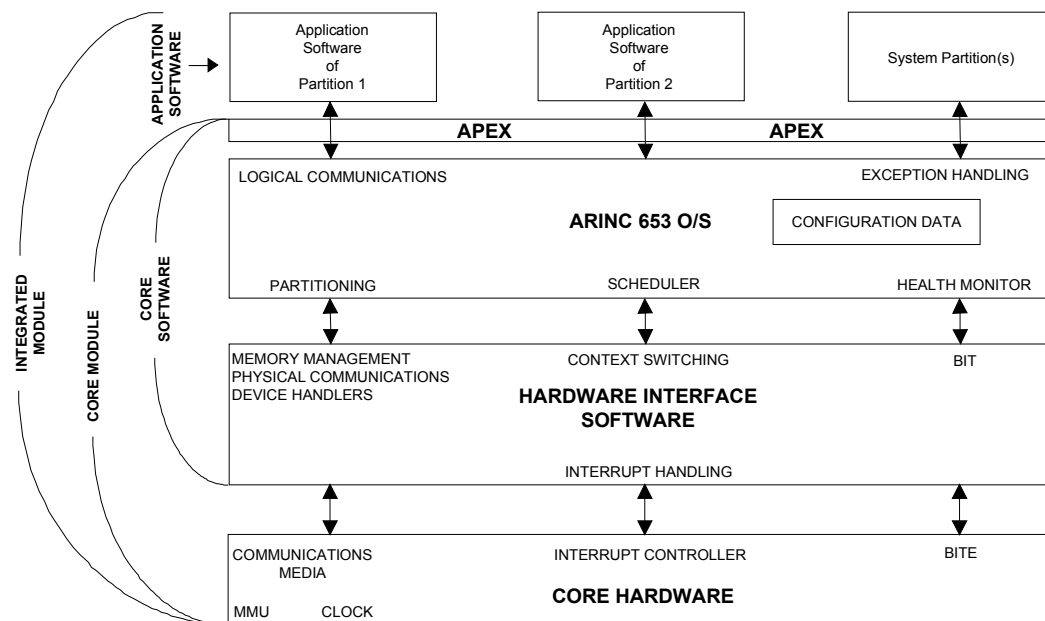 APPLICATION
SOFTWARE
Application
Software
of
Partition 1
Application
Software
of
Partition 2
System Partition(s)
APEX
APEX
LOGICAL COMMUNICATIONS
EXCEPTION HANDLING
ARINC 653 O/S
CONFIGURATION DATA
PARTITIONING
SCHEDULER
HEALTH MONITOR
INTEGRATED
MODULE
CORE MODULE
CORE
SOFTWARE
MEMORY MANAGEMENT
PHYSICAL COMMUNICATIONS
DEVICE HANDLERS
CONTEXT SWITCHING
BIT
HARDWARE INTERFACE
SOFTWARE
INTERRUPT HANDLING
COMMUNICATIONS
MEDIA
INTERRUPT CONTROLLER
BITE
CORE HARDWARE
MMU
CLOCK